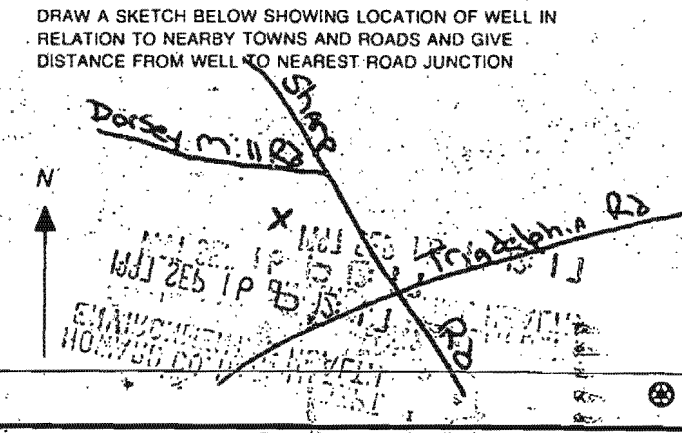 DRAW A SKETCH BELOW SHOWING LOCATION OF WELL IN
RELATION TO NEARBY TOWNS AND ROADS AND GIVE
DISTANCE FROM WELL TO NEAREST ROAD JUNCTION
Sharp
Dorsey Mill Rd
N
X
Triadelphia Rd
Rd